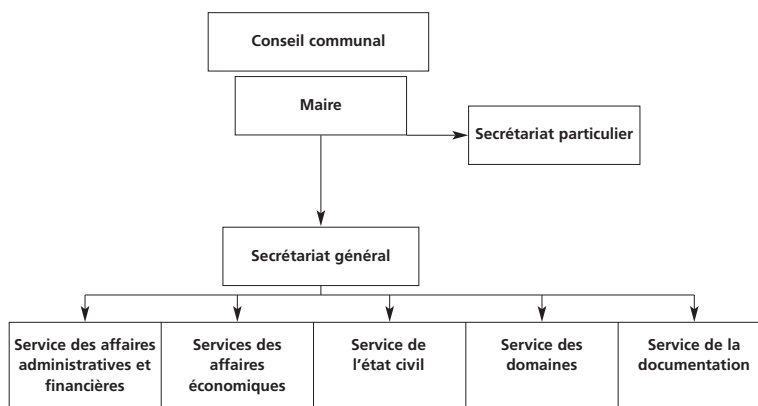 Conseil communal
Maire
Secrétariat particulier
Secrétariat général
Service des affaires
administratives et
financières
Services des
affaires
économiques
Service de
l'état civil
Service des
domaines
Service de la
documentation